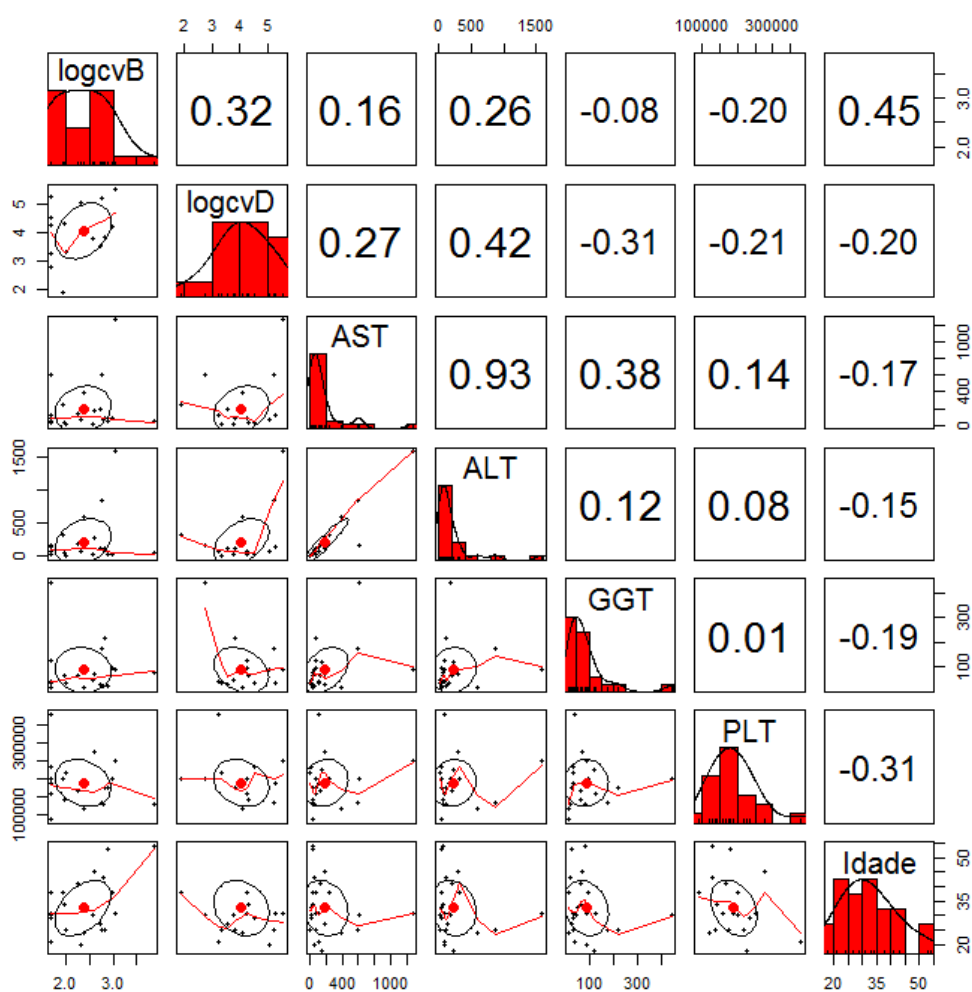 2 3 4 5 0 500 1500 100000 300000
logcvB 0.32 0.16 0.26 -0.08 -0.20 0.45 2.0 3.0
2 3 4 5 logcvD 0.27 0.42 -0.31 -0.21 -0.20
AST 0.93 0.38 0.14 -0.17 0 400 1000
0 500 1500 ALT 0.12 0.08 -0.15
GGT 0.01 -0.19 100 300
100000 300000 PLT -0.31
Idade 20 35 50
2.0 3.0 0 400 1000 100 300 20 35 50